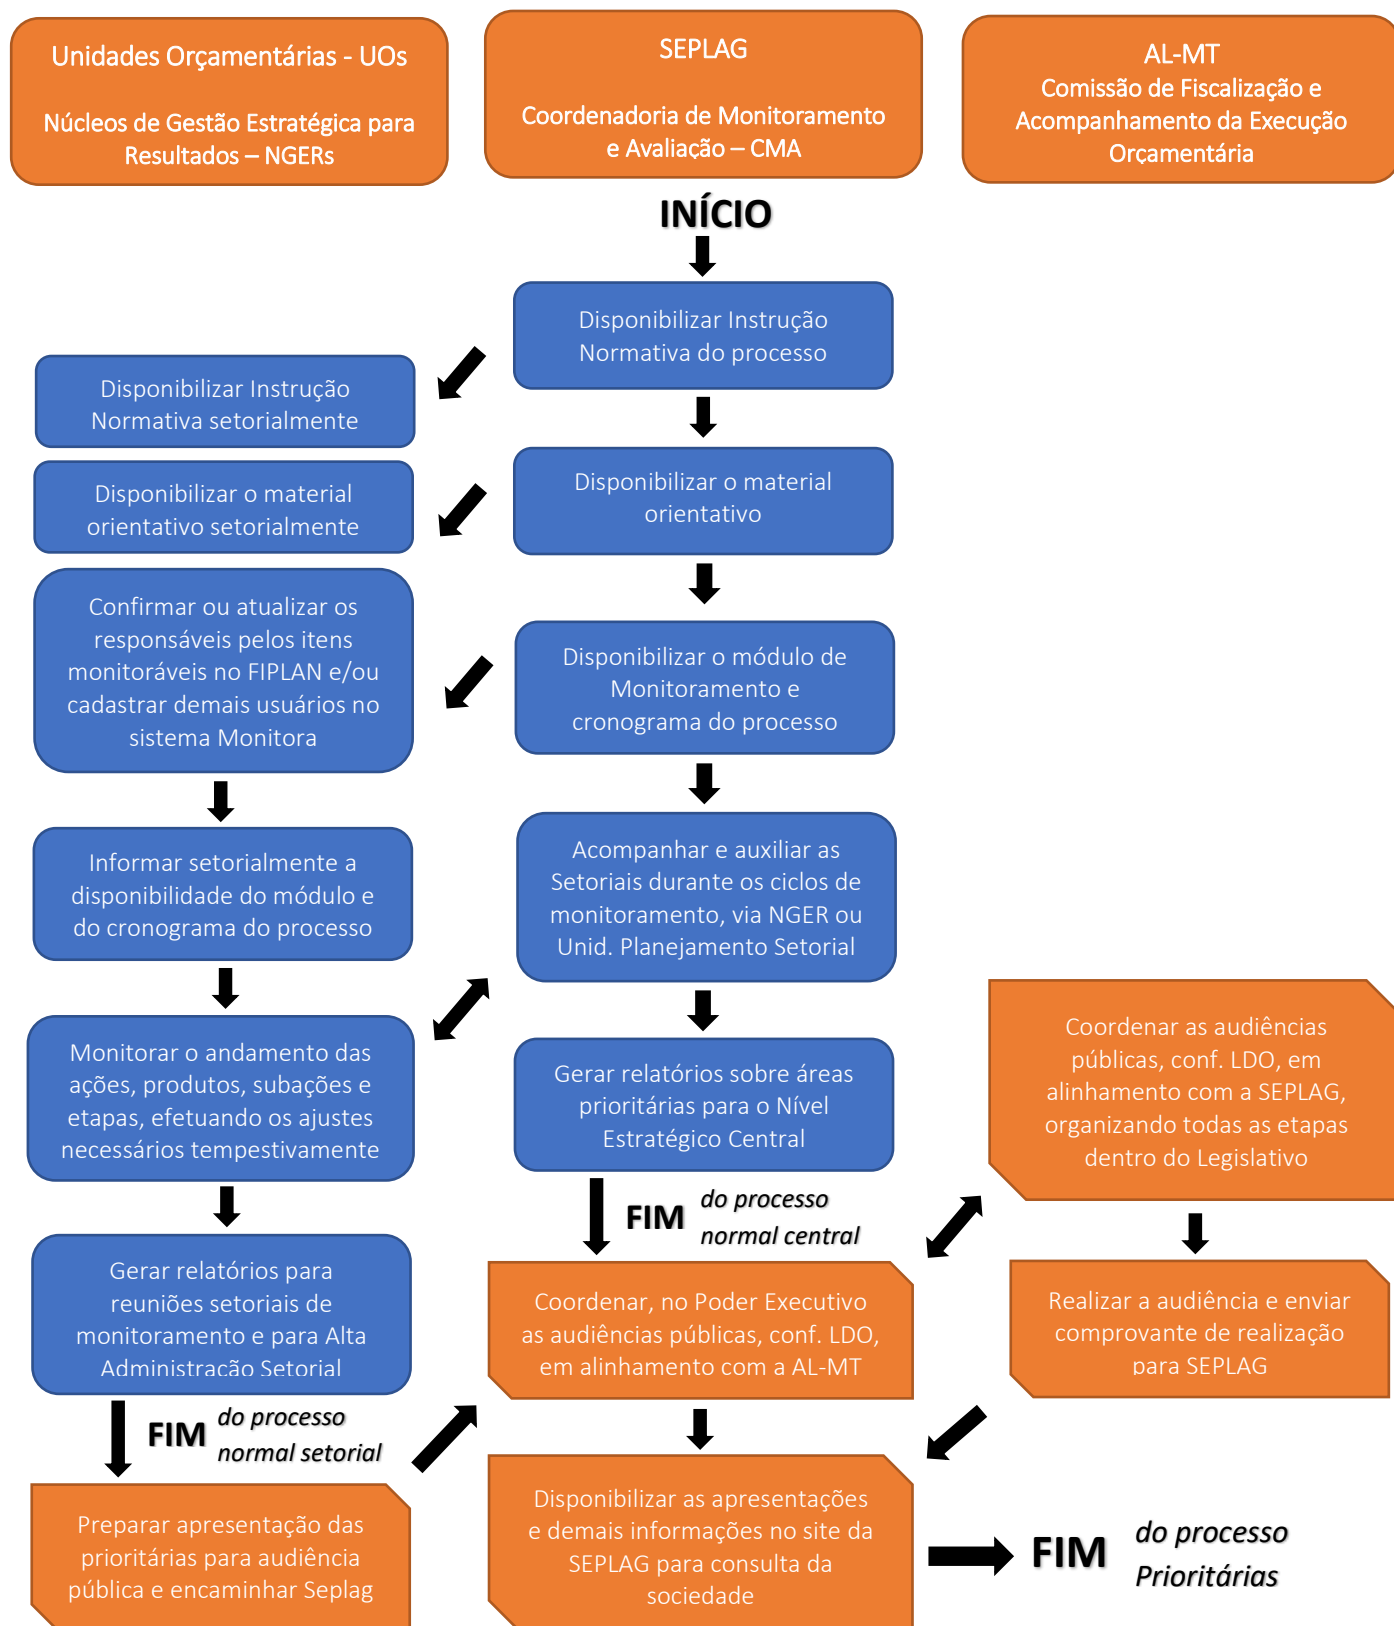 Unidades Orçamentárias - UOs
Núcleos de Gestão Estratégica para
Resultados – NGERs
SEPLAG
Coordenadoria de Monitoramento
e Avaliação – CMA
AL-MT
Comissão de Fiscalização e
Acompanhamento da Execução
Orçamentária
INÍCIO
Disponibilizar Instrução
Normativa do processo
Disponibilizar Instrução
Normativa setorialmente
Disponibilizar o material
orientativo
Disponibilizar o material
orientativo setorialmente
Disponibilizar o módulo de
Monitoramento e
cronograma do processo
Confirmar ou atualizar os
responsáveis pelos itens
monitoráveis no FIPLAN e/ou
cadastrar demais usuários no
sistema Monitora
Acompanhar e auxiliar as
Setoriais durante os ciclos de
monitoramento, via NGER ou
Unid. Planejamento Setorial
Informar setorialmente a
disponibilidade do módulo e
do cronograma do processo
Monitorar o andamento das
ações, produtos, subações e
etapas, efetuando os ajustes
necessários tempestivamente
Gerar relatórios sobre áreas
prioritárias para o Nível
Estratégico Central
Coordenar as audiências
públicas, conf. LDO, em
alinhamento com a SEPLAG,
organizando todas as etapas
dentro do Legislativo
FIM do processo
normal central
Gerar relatórios para
reuniões setoriais de
monitoramento e para Alta
Administração Setorial
Coordenar, no Poder Executivo
as audiências públicas, conf. LDO,
em alinhamento com a AL-MT
Realizar a audiência e enviar
comprovante de realização
para SEPLAG
FIM do processo
normal setorial
Preparar apresentação das
prioritárias para audiência
pública e encaminhar Seplag
Disponibilizar as apresentações
e demais informações no site da
SEPLAG para consulta da
sociedade
FIM do processo
Prioritárias